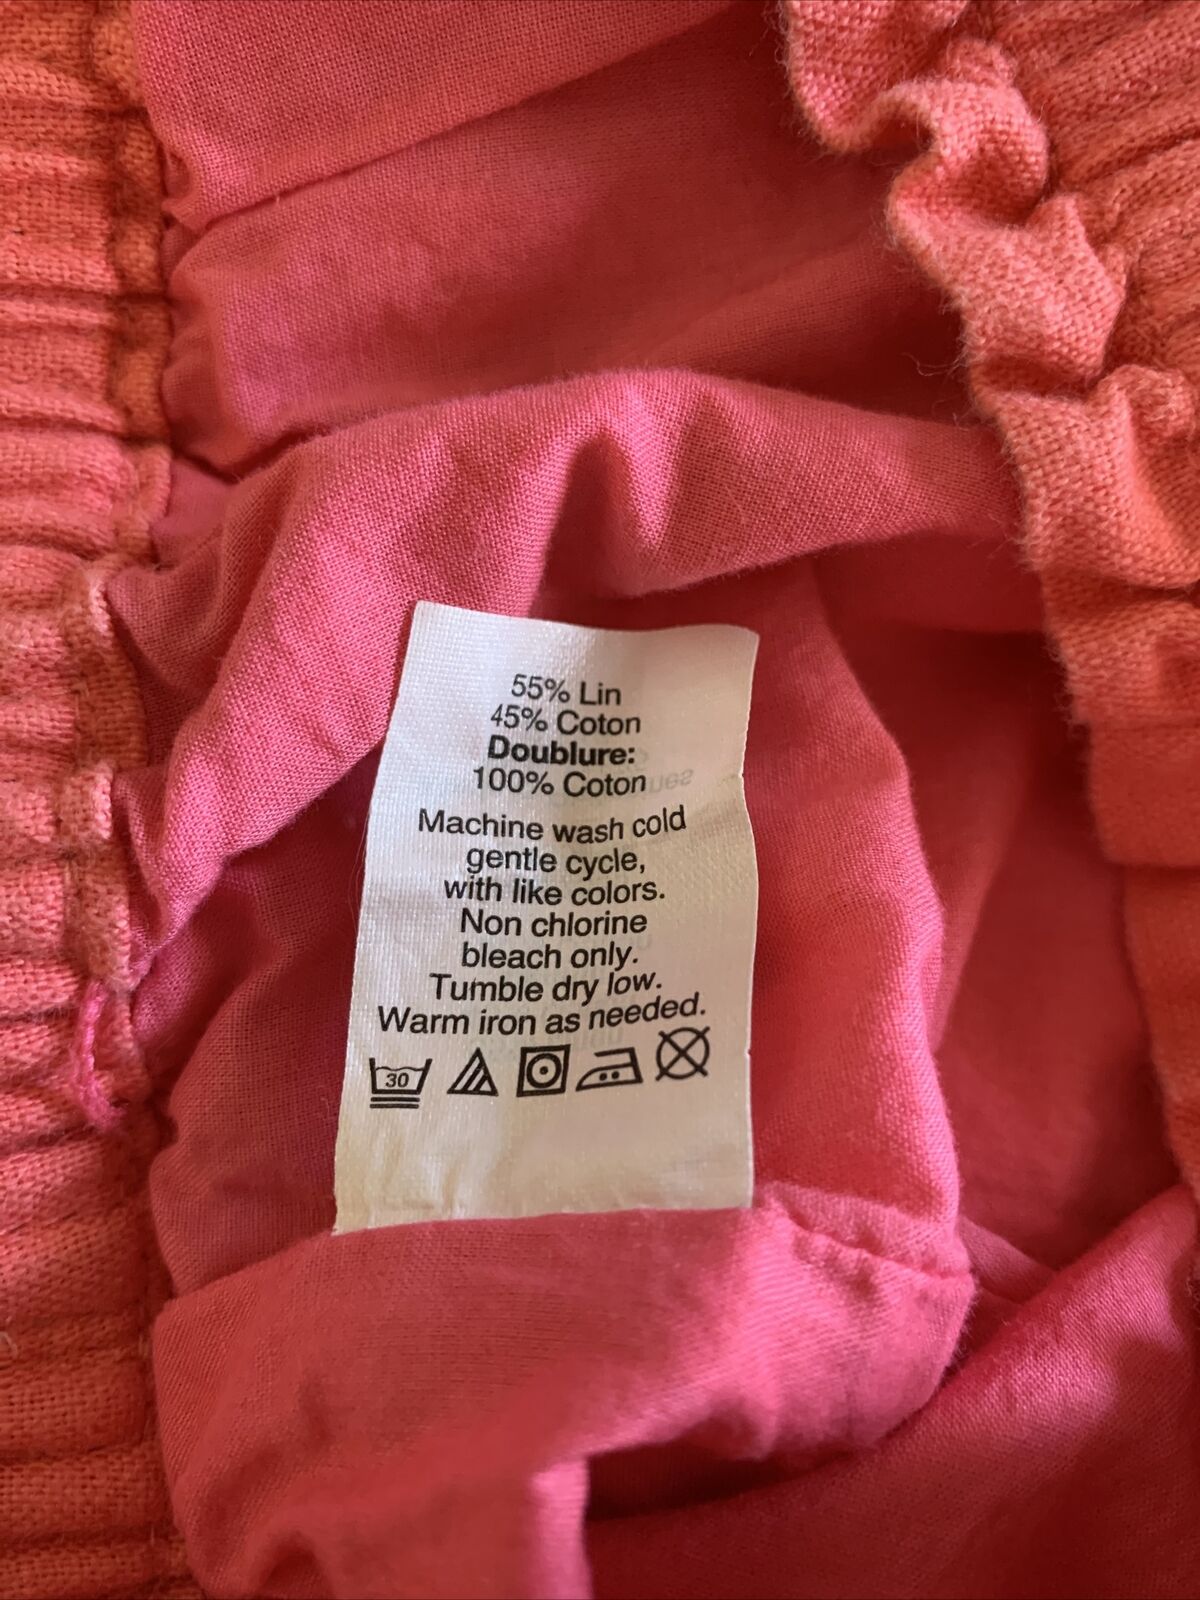 55% Lin
45% Coton
Doublure:
100% Coton
Machine wash cold
gentle cycle,
with like colors.
Non chlorine
bleach only.
Tumble dry low.
Warm iron as needed.
30